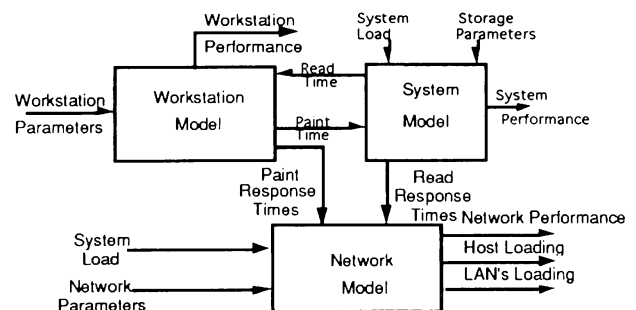 Workstation
Performance
System
Load
Storage
Parameters
Read
Time
Workstation
Parameters
Workstation
Model
System
Model
System
Performance
Paint
Time
Paint
Response
Times
Read
Response
Times
Network Performance
Host Loading
LAN's Loading
System
Load
Network
Parameters
Network
Model